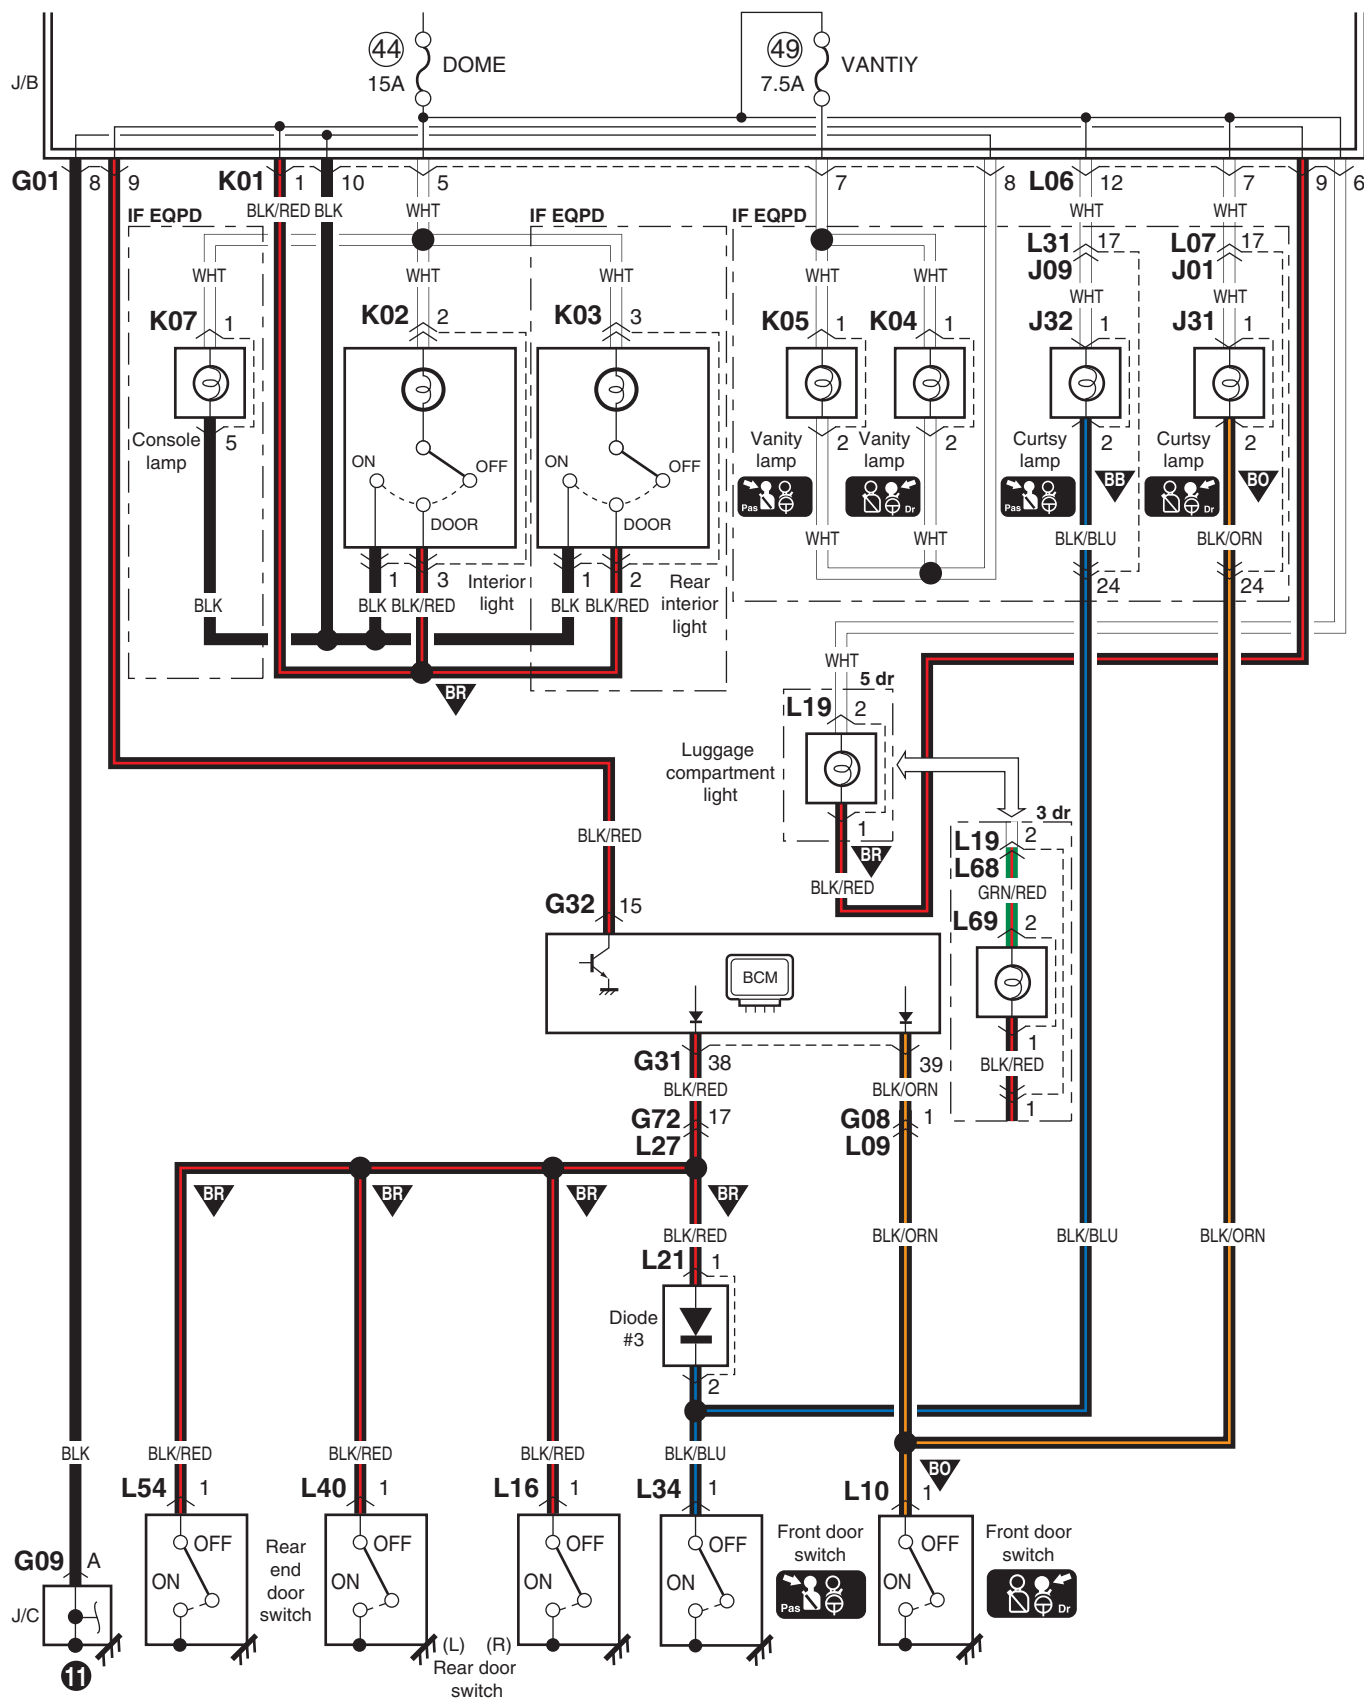 44 DOME 49 VANTIY
J/B 15A 7.5A
G01 8 9 K01 1 10 5 7 8 L06 12 7 9 6
BLK/RED BLK WHT WHT WHT
IF EQPD IF EQPD IF EQPD
L31 17 L07 17
J09 J01
WHT WHT WHT WHT WHT WHT WHT
K07 1 K02 2 K03 3 K05 1 K04 1 J32 1 J31 1
Console lamp 5
ON OFF DOOR
ON OFF DOOR
Vanity lamp 2 Pas
Vanity lamp 2 Dr
Curtsy lamp 2 Pas BB
Curtsy lamp 2 Dr BO
WHT WHT BLK/BLU BLK/ORN
1 3 Interior light
1 2 Rear interior light
24 24
BLK BLK BLK/RED BLK BLK/RED
BR
WHT 5 dr
L19 2
Luggage
compartment
light
1
BR
BLK/RED
3 dr
L19 2
L68
GRN/RED
L69 2
1
BLK/RED
1
BLK/RED
G32 15
BCM
G31 38 39
BLK/RED BLK/ORN
G72 17 G08 1
L27 L09
BR BR BR BR
BLK/RED BLK/ORN BLK/BLU BLK/ORN
L21 1
Diode
#3
2
BLK BLK/RED BLK/RED BLK/RED BLK/BLU BO
L54 1 L40 1 L16 1 L34 1 L10 1
G09 A
J/C
11
OFF ON
Rear
end
door
switch
OFF ON
OFF ON
(L) (R)
Rear door
switch
OFF ON
Front door
switch
Pas
OFF ON
Front door
switch
Dr